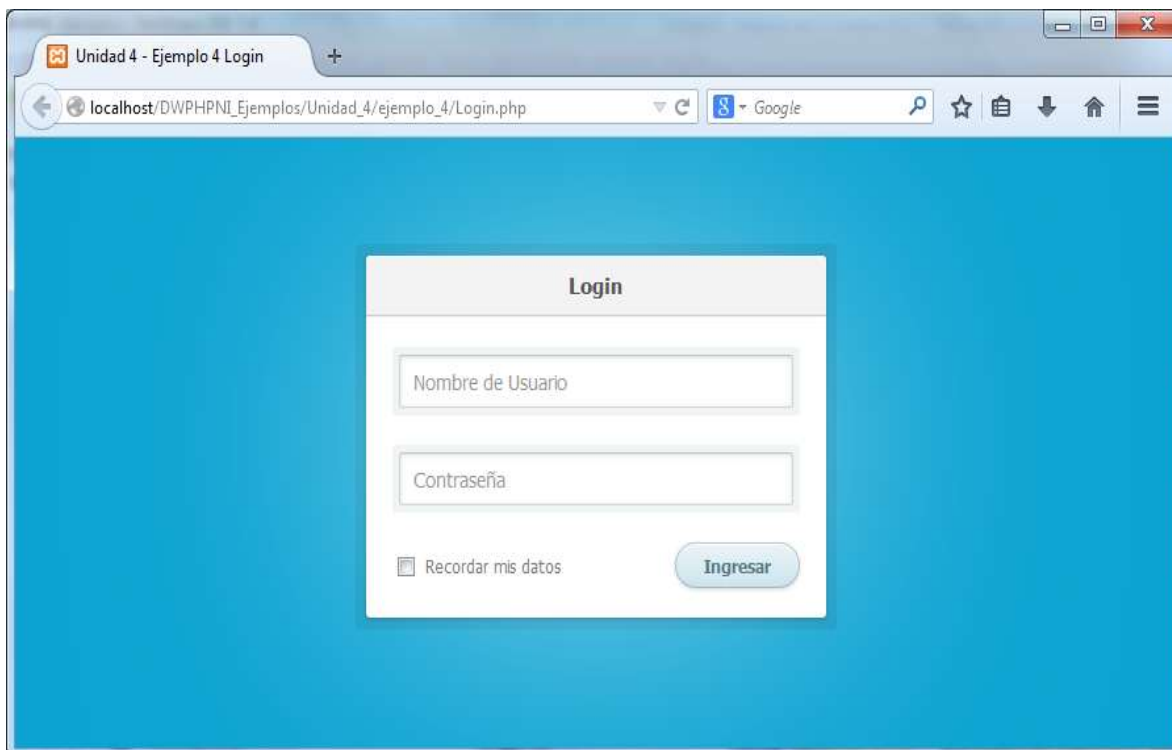 Unidad 4 - Ejemplo 4 Login
localhost/DWPHPNI_Ejemplos/Unidad_4/ejemplo_4/Login.php
Google
Login
Nombre de Usuario
Contraseña
Recordar mis datos
Ingresar